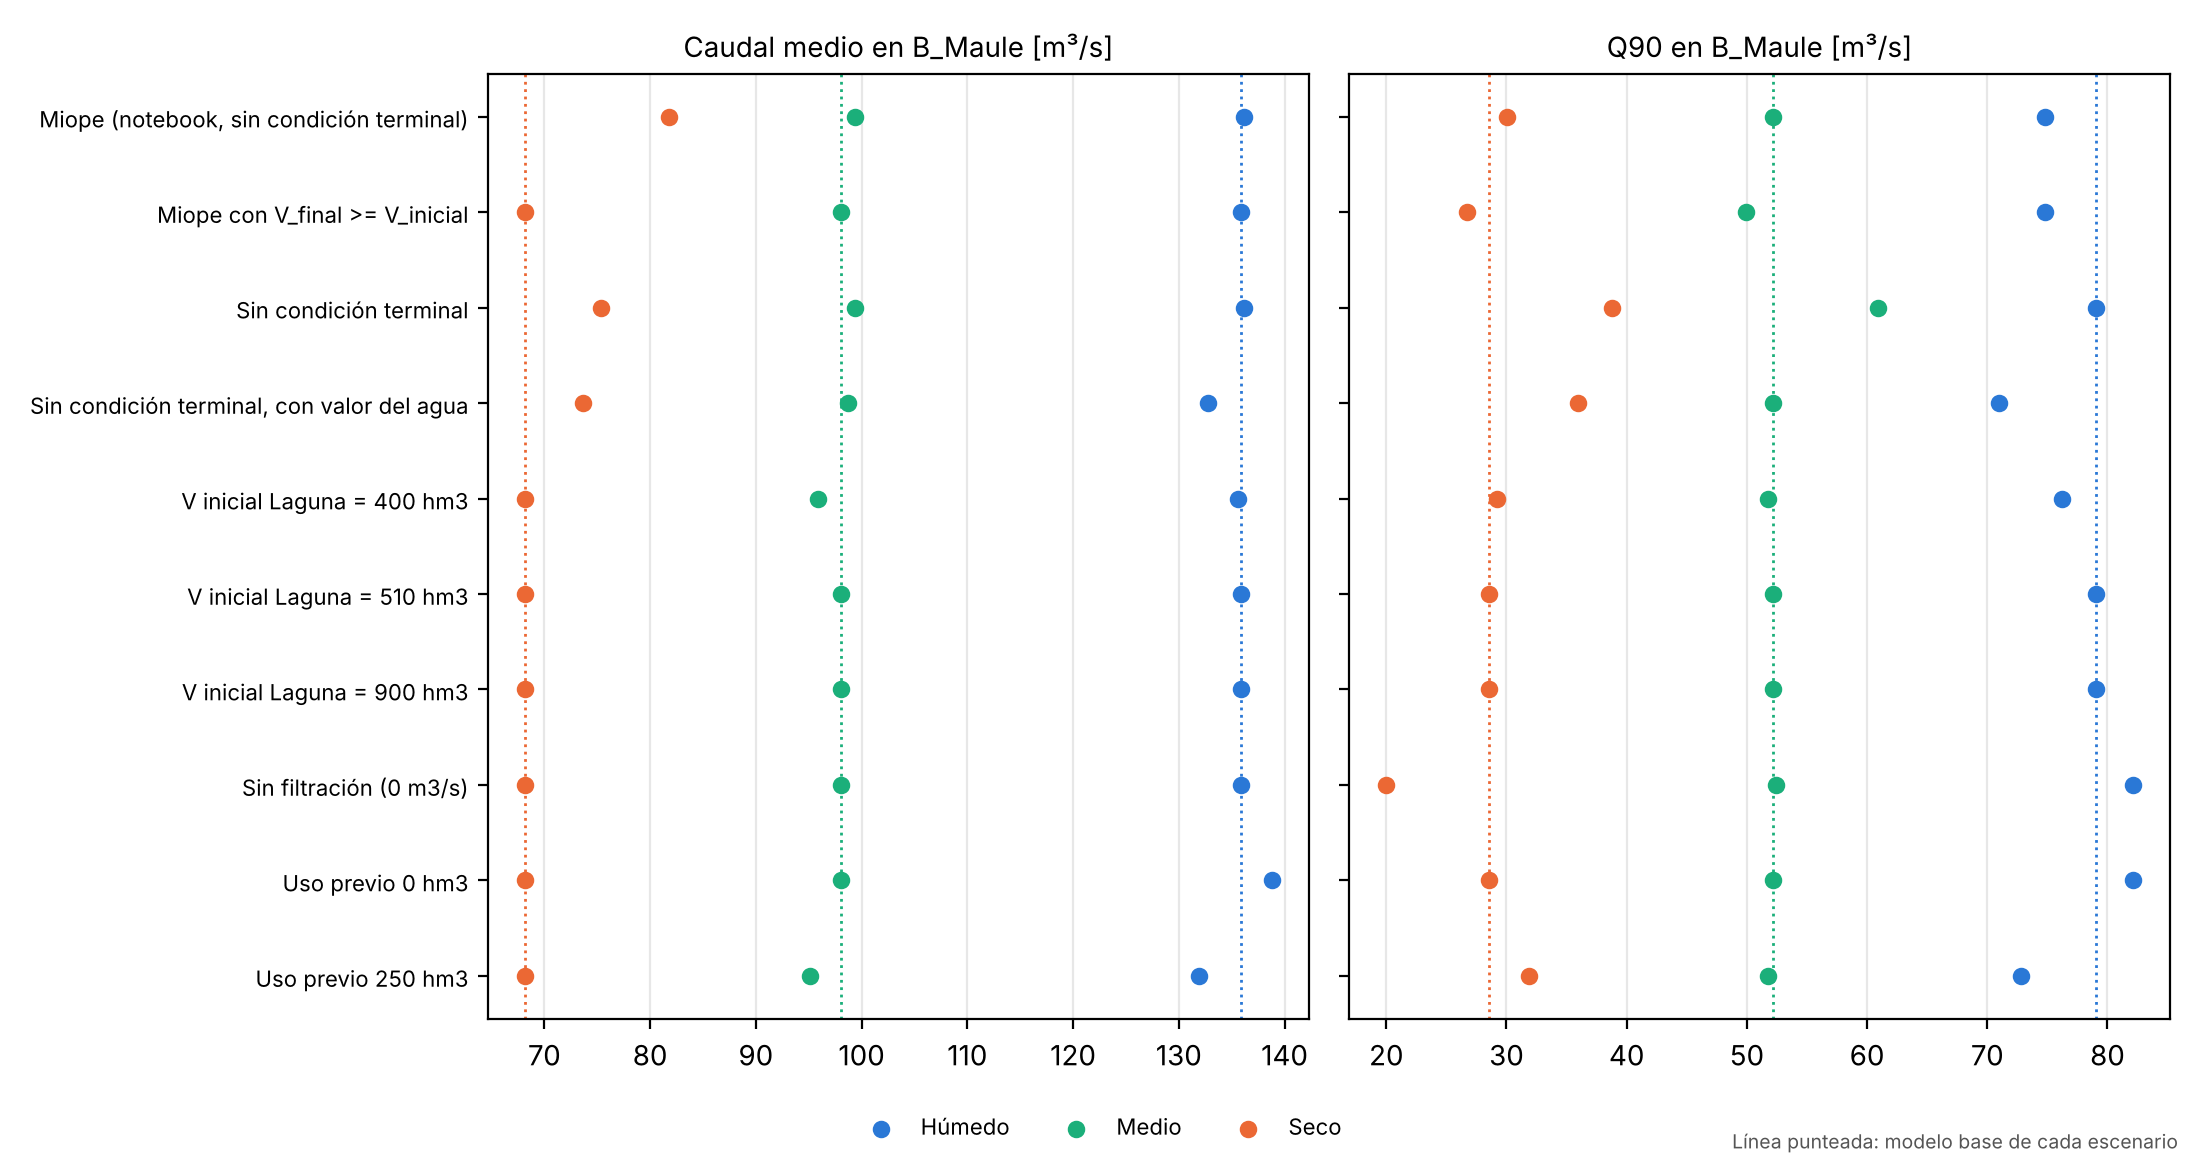 Caudal medio en B_Maule [m³/s]
Q90 en B_Maule [m³/s]
Miope (notebook, sin condición terminal)
Miope con V_final >= V_inicial
Sin condición terminal
Sin condición terminal, con valor del agua
V inicial Laguna = 400 hm3
V inicial Laguna = 510 hm3
V inicial Laguna = 900 hm3
Sin filtración (0 m3/s)
Uso previo 0 hm3
Uso previo 250 hm3
70 80 90 100 110 120 130 140
20 30 40 50 60 70 80
Húmedo Medio Seco
Línea punteada: modelo base de cada escenario